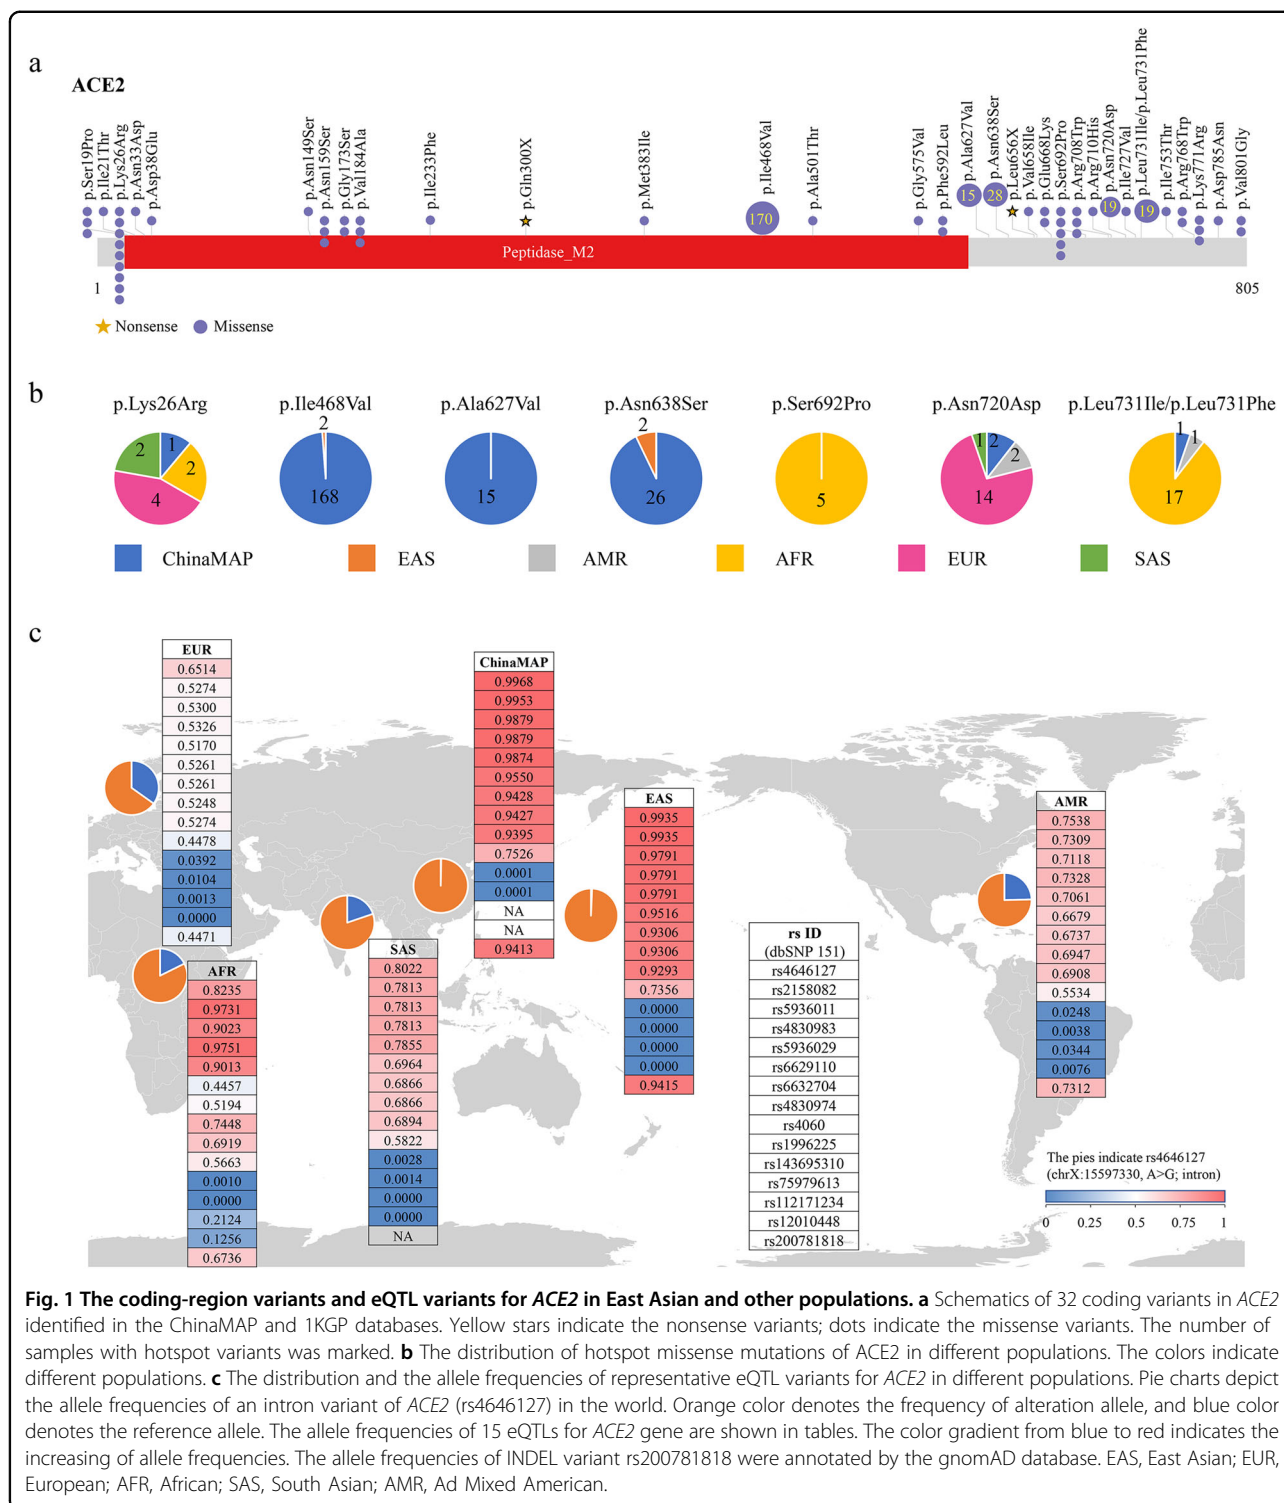 a
ACE2
p.Ser19Pro
p.Ile21Thr
p.Lys26Arg
p.Asn33Asp
p.Asp38Glu
p.Asn149Ser
p.Asn159Ser
p.Gly173Ser
p.Val184Ala
p.Ile233Phe
p.Gln300X
p.Met383Ile
p.Ile468Val
p.Ala501Thr
p.Gly575Val
p.Phe592Leu
p.Ala627Val
p.Asn638Ser
p.Leu656X
p.Val658Ile
p.Glu668Lys
p.Ser692Pro
p.Arg708Trp
p.Arg710His
p.Asn720Asp
p.Ile727Val
p.Leu731Ile/p.Leu731Phe
p.Ile753Thr
p.Arg768Trp
p.Lys771Arg
p.Asp785Asn
p.Val801Gly
170
15
28
19
19
Peptidase_M2
1
805
Nonsense
Missense
b
p.Lys26Arg
p.Ile468Val
p.Ala627Val
p.Asn638Ser
p.Ser692Pro
p.Asn720Asp
p.Leu731Ile/p.Leu731Phe
2 1 2 4
2 168
15
2 26
5
1 2 2 14
1 1 17
ChinaMAP EAS AMR AFR EUR SAS
c
EUR
0.6514
0.5274
0.5300
0.5326
0.5170
0.5261
0.5261
0.5248
0.5274
0.4478
0.0392
0.0104
0.0013
0.0000
0.4471
ChinaMAP
0.9968
0.9953
0.9879
0.9879
0.9874
0.9550
0.9428
0.9427
0.9395
0.7526
0.0001
0.0001
NA
NA
0.9413
EAS
0.9935
0.9935
0.9791
0.9791
0.9791
0.9516
0.9306
0.9306
0.9293
0.7356
0.0000
0.0000
0.0000
0.0000
0.9415
AMR
0.7538
0.7309
0.7118
0.7328
0.7061
0.6679
0.6737
0.6947
0.6908
0.5534
0.0248
0.0038
0.0344
0.0076
0.7312
AFR
0.8235
0.9731
0.9023
0.9751
0.9013
0.4457
0.5194
0.7448
0.6919
0.5663
0.0010
0.0000
0.2124
0.1256
0.6736
SAS
0.8022
0.7813
0.7813
0.7813
0.7855
0.6964
0.6866
0.6866
0.6894
0.5822
0.0028
0.0014
0.0000
0.0000
NA
rs ID
(dbSNP 151)
rs4646127
rs2158082
rs5936011
rs4830983
rs5936029
rs6629110
rs6632704
rs4830974
rs4060
rs1996225
rs143695310
rs75979613
rs112171234
rs12010448
rs200781818
The pies indicate rs4646127
(chrX:15597330, A>G; intron)
0 0.25 0.5 0.75 1
Fig. 1 The coding-region variants and eQTL variants for ACE2 in East Asian and other populations. a Schematics of 32 coding variants in ACE2
identified in the ChinaMAP and 1KGP databases. Yellow stars indicate the nonsense variants; dots indicate the missense variants. The number of
samples with hotspot variants was marked. b The distribution of hotspot missense mutations of ACE2 in different populations. The colors indicate
different populations. c The distribution and the allele frequencies of representative eQTL variants for ACE2 in different populations. Pie charts depict
the allele frequencies of an intron variant of ACE2 (rs4646127) in the world. Orange color denotes the frequency of alteration allele, and blue color
denotes the reference allele. The allele frequencies of 15 eQTLs for ACE2 gene are shown in tables. The color gradient from blue to red indicates the
increasing of allele frequencies. The allele frequencies of INDEL variant rs200781818 were annotated by the gnomAD database. EAS, East Asian; EUR,
European; AFR, African; SAS, South Asian; AMR, Ad Mixed American.